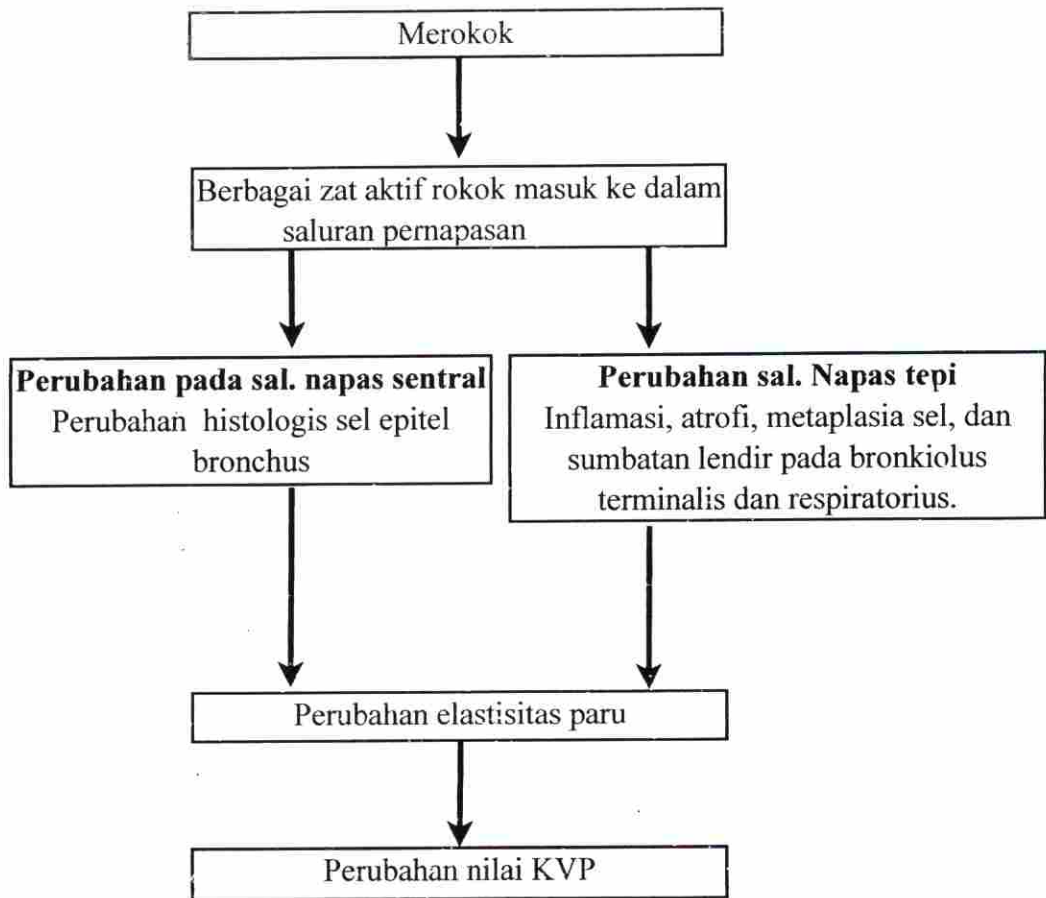 Merokok
Berbagai zat aktif rokok masuk ke dalam
saluran pernapasan
Perubahan pada sal. napas sentral
Perubahan histologis sel epitel
bronchus
Perubahan sal. Napas tepi
Inflamasi, atrofi, metaplasia sel, dan
sumbatan lendir pada bronkiolus
terminalis dan respiratorius.
Perubahan elastisitas paru
Perubahan nilai KVP